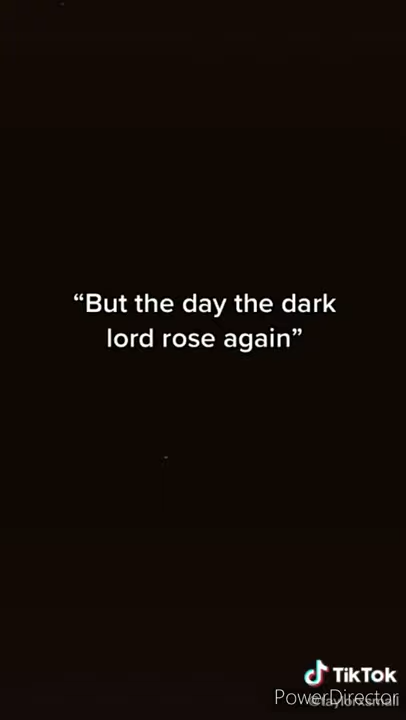 “But the day the dark
lord rose again”
TikTok
PowerDirector